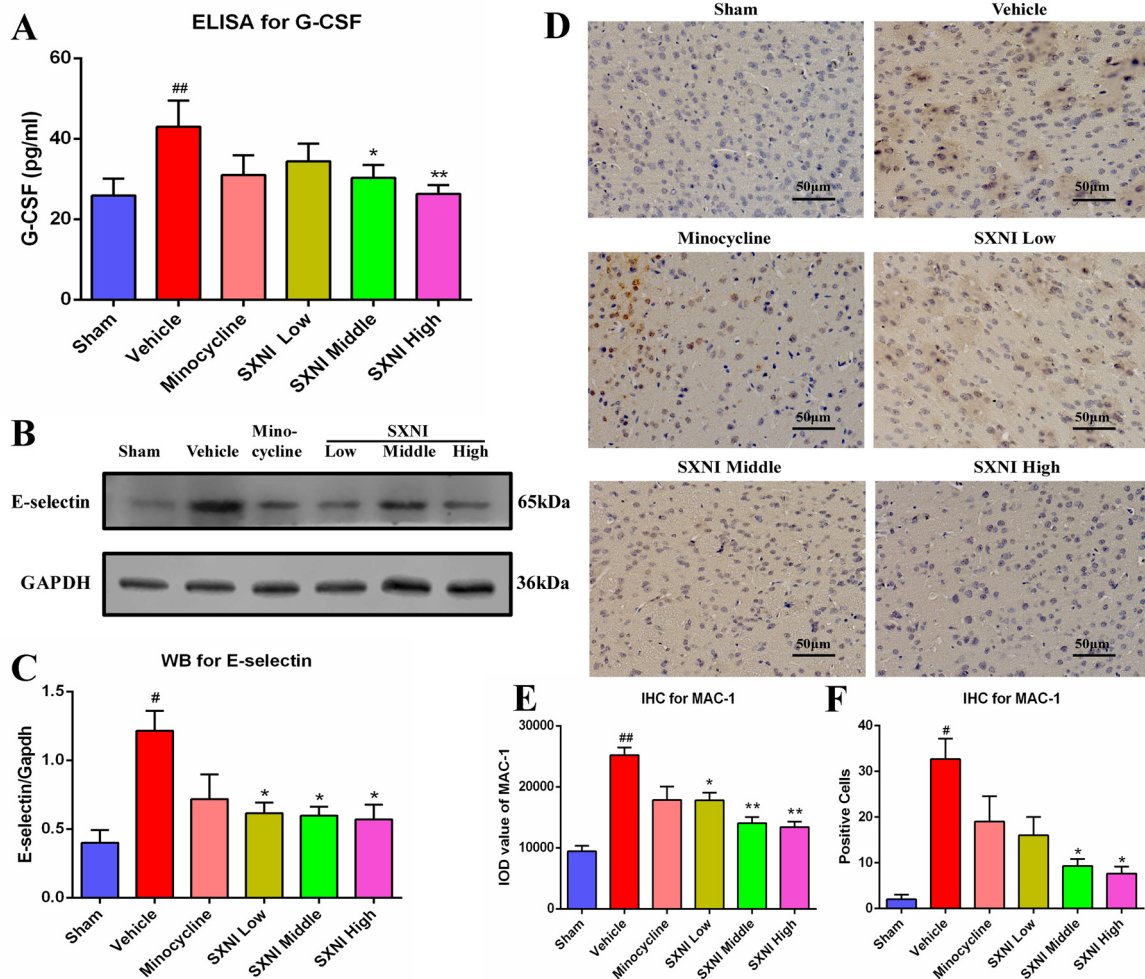 A
ELISA for G-CSF
G-CSF (pg/ml)
60
40
20
0
##
*
**
Sham
Vehicle
Minocycline
SXNI Low
SXNI Middle
SXNI High
B
Sham
Vehicle
Mino-
cycline
SXNI
Low
Middle
High
E-selectin
65kDa
GAPDH
36kDa
C
WB for E-selectin
E-selectin/Gapdh
1.5
1.0
0.5
0.0
#
*
*
*
Sham
Vehicle
Minocycline
SXNI Low
SXNI Middle
SXNI High
D
Sham
50μm
Vehicle
50μm
Minocycline
50μm
SXNI Low
50μm
SXNI Middle
50μm
SXNI High
50μm
E
IHC for MAC-1
IOD value of MAC-1
30000
20000
10000
0
##
*
**
**
Sham
Vehicle
Minocycline
SXNI Low
SXNI Middle
SXNI High
F
IHC for MAC-1
Positive Cells
40
30
20
10
0
#
*
*
Sham
Vehicle
Minocycline
SXNI Low
SXNI Middle
SXNI High